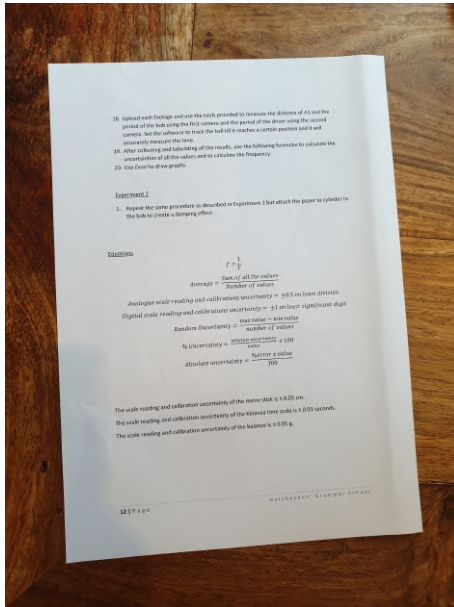 18. Upload each footage and use the tools provided to measure the distance of A1 and the
period of the bob using the first camera and the period of the driver using the second
camera. Set the software to track the ball till it reaches a certain position and it will
accurately measure the time.
19. After collecting and tabulating all the results, use the following formulae to calculate the
uncertainties of all the values and to calculate the frequency.
20. Use Excel to draw graphs.
Experiment 2
1. Repeat the same procedure as described in Experiment 1 but attach the paper to cylinder to
the bob to create a damping effect.
Equations
f = 1/T
Average = Sum of all the values / Number of values
Analogue scale reading and calibrations uncertainty = ±0.5 on least division
Digital scale reading and calibrations uncertainty = ±1 on least significant digit
Random Uncertainty = max value − min value / number of values
% Uncertainty = absolute uncertainty / value x 100
Absolute uncertainty = %error x value / 100
The scale reading and calibration uncertainty of the metre stick is ± 0.05 cm.
The scale reading and calibration uncertainty of the Kinovea time scale is ± 0.03 seconds.
The scale reading and calibration uncertainty of the balance is ± 0.05 g.
12 | Page
Hutchesons' Grammar School